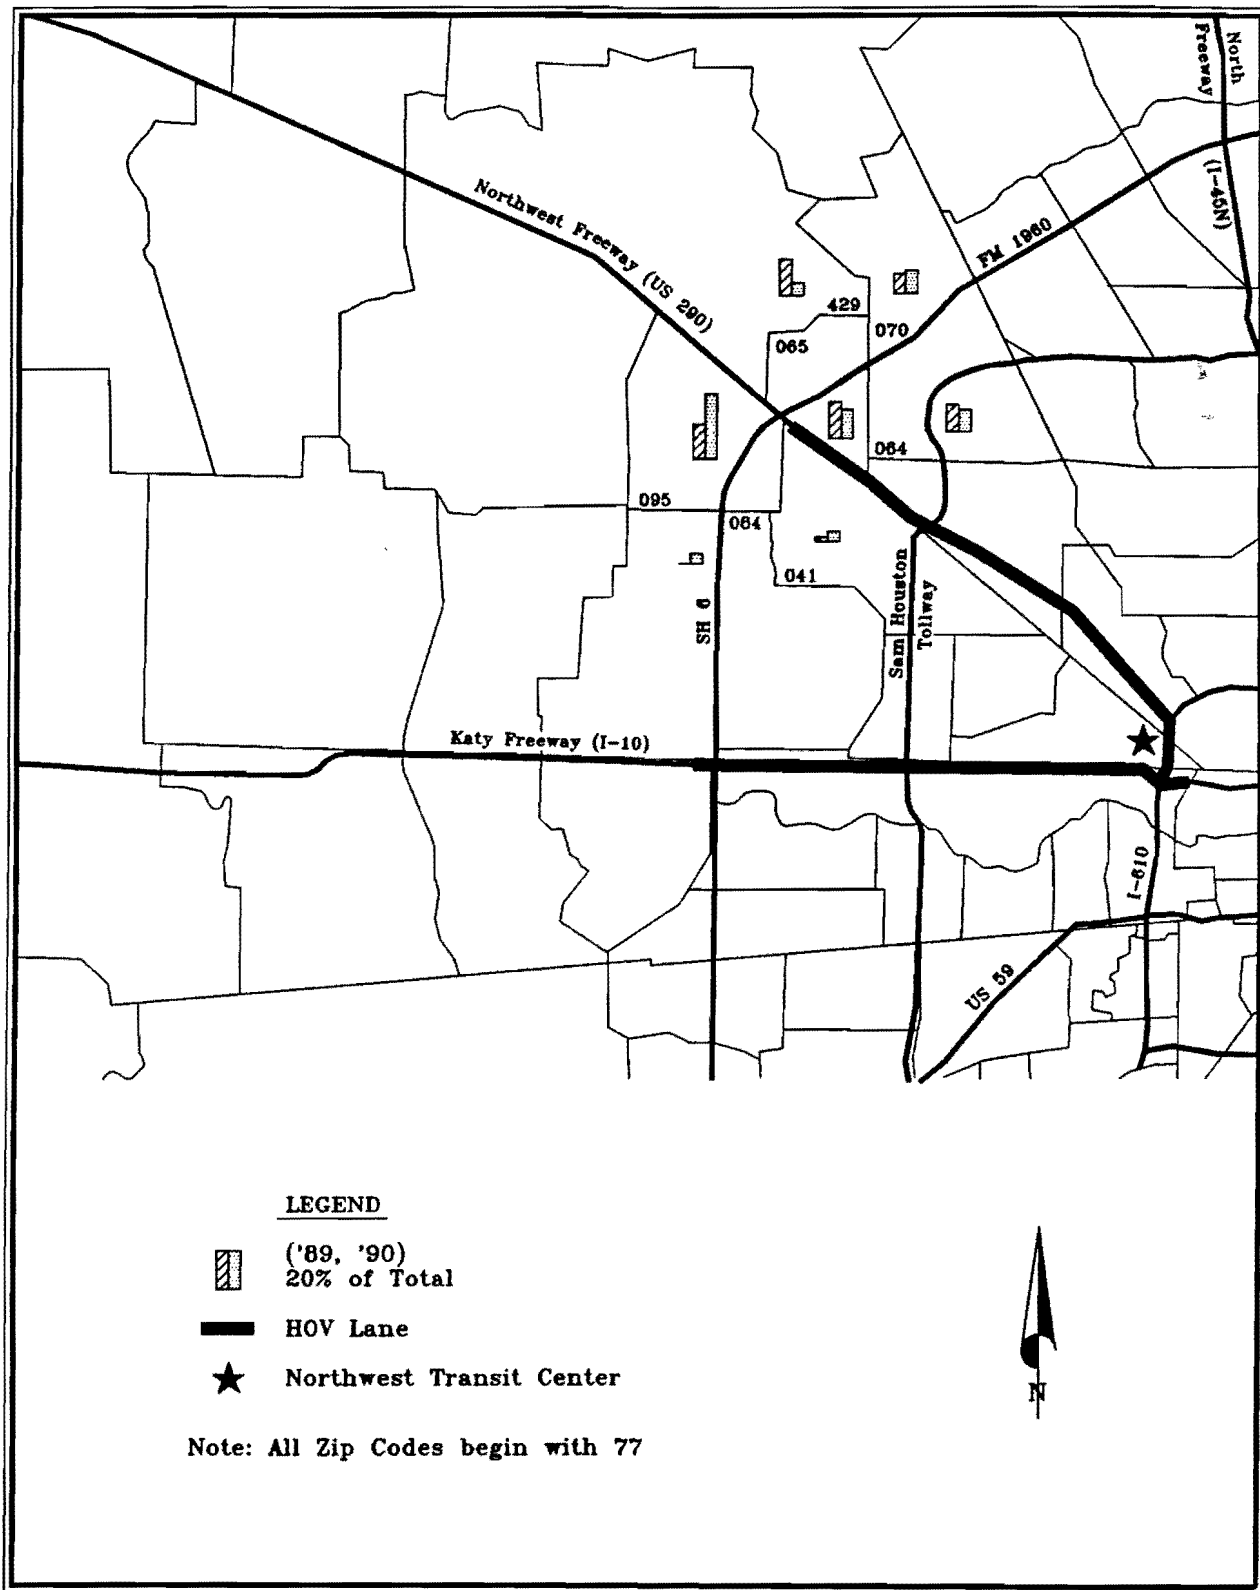 North
Freeway
(I-45N)
Northwest Freeway (US 290)
FM 1960
429
070
065
064
095
084
041
SH 6
Sam Houston
Tollway
Katy Freeway (I-10)
I-610
US 59
LEGEND
('89, '90)
20% of Total
HOV Lane
Northwest Transit Center
Note: All Zip Codes begin with 77
N